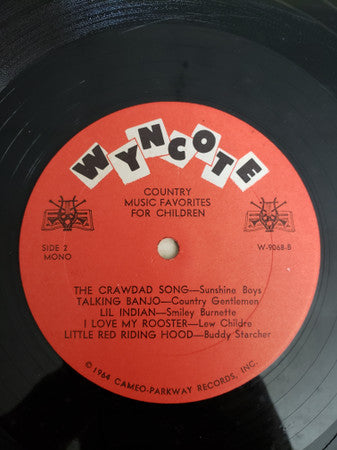 WYNCOTE
COUNTRY
MUSIC FAVORITES
FOR CHILDREN
SIDE 2
MONO
W-9068-B
THE CRAWDAD SONG—Sunshine Boys
TALKING BANJO—Country Gentlemen
LIL INDIAN—Smiley Burnette
I LOVE MY ROOSTER—Lew Childre
LITTLE RED RIDING HOOD—Buddy Starcher
© 1964 CAMEO-PARKWAY RECORDS, INC.